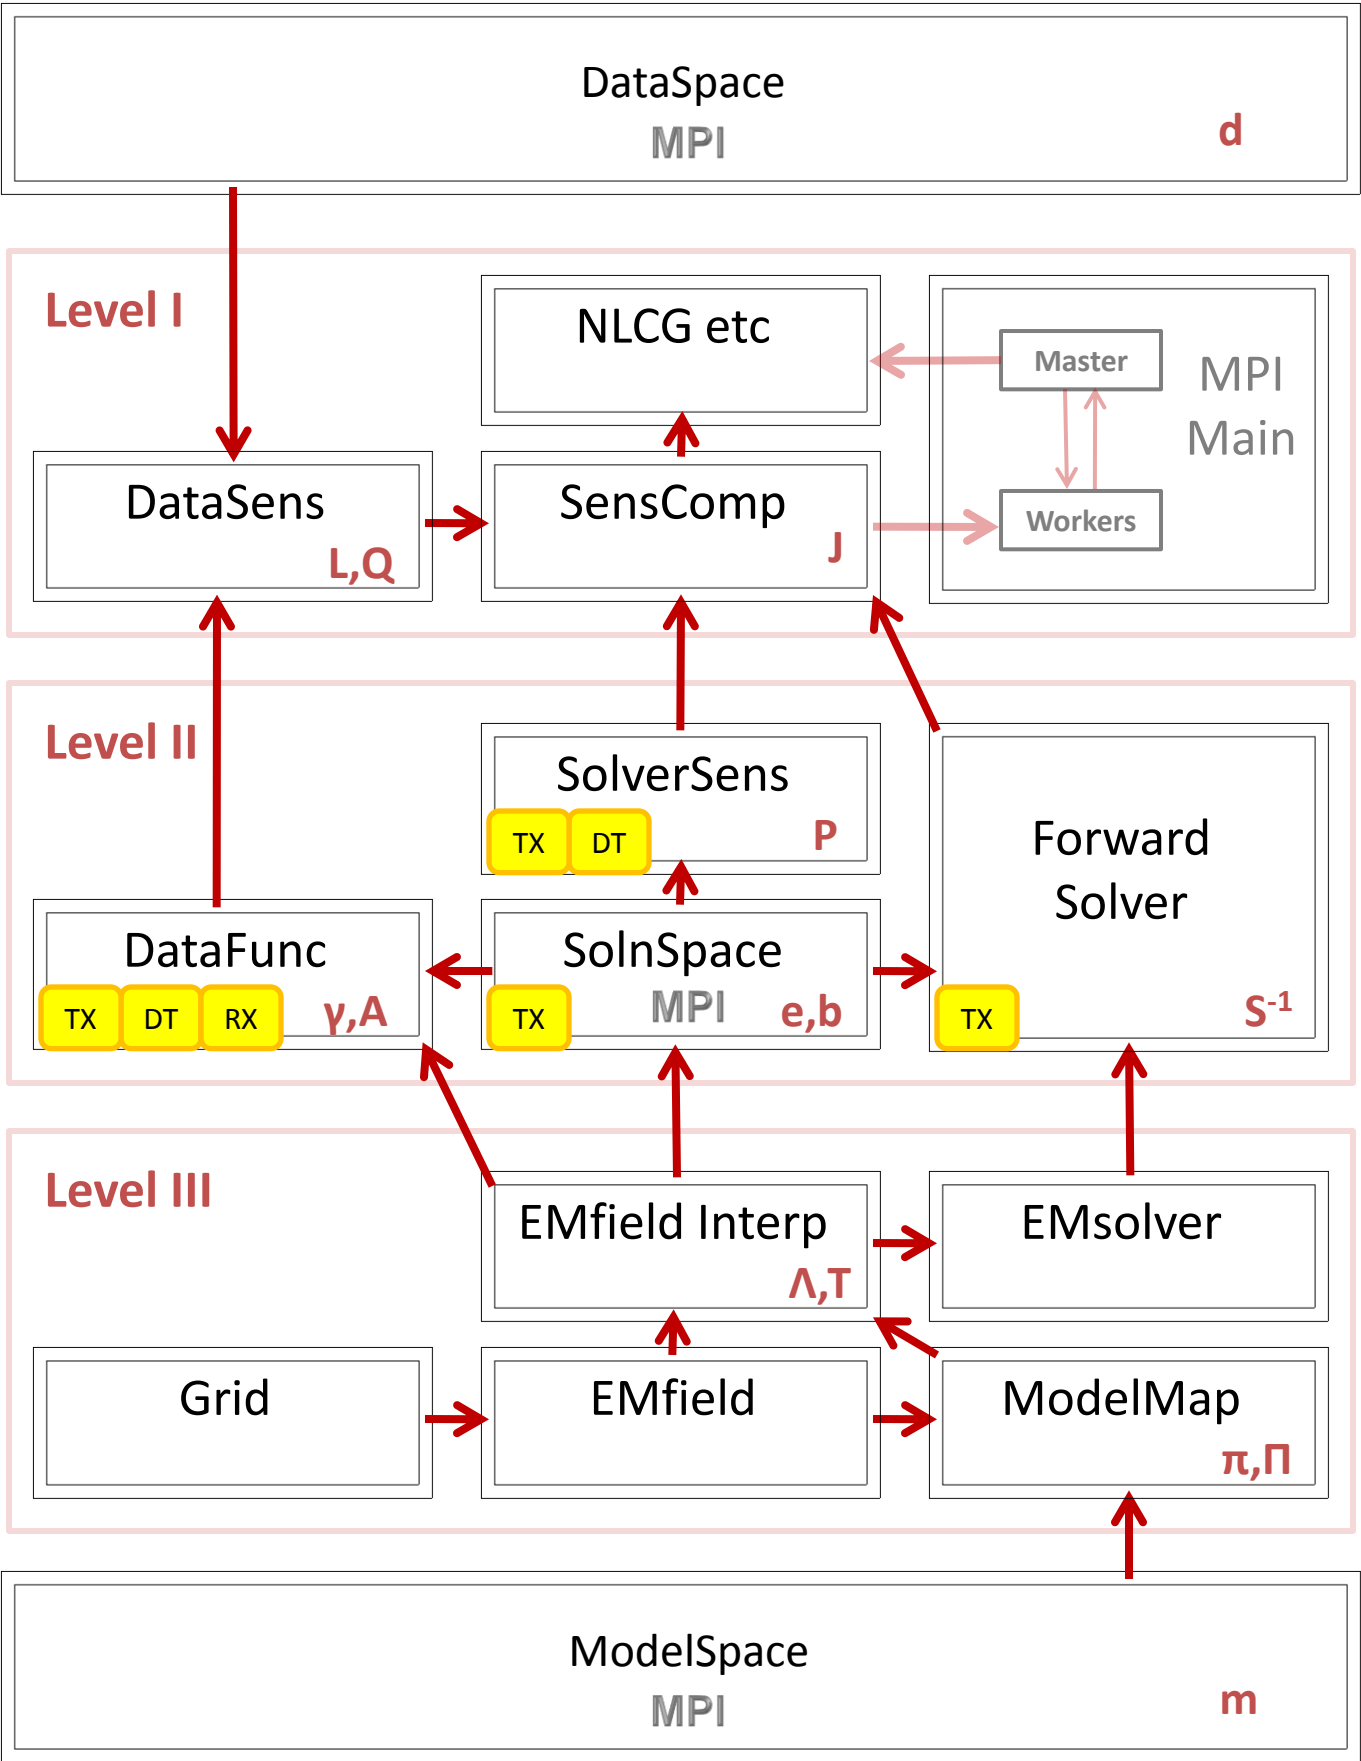 DataSpace
MPI
d
Level I
NLCG etc
Master
MPI
Main
DataSens
L,Q
SensComp
J
Workers
Level II
SolverSens
TX
DT
P
Forward
Solver
DataFunc
TX
DT
RX
γ,A
SolnSpace
TX
MPI
e,b
TX
S-1
Level III
EMfield Interp
Λ,T
EMsolver
Grid
EMfield
ModelMap
π,Π
ModelSpace
MPI
m